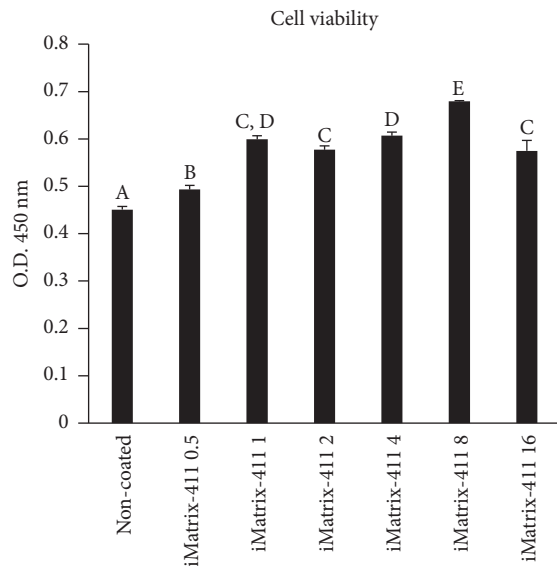 Cell viability
0.8
0.7
0.6
0.5
0.4
0.3
0.2
0.1
0
O.D. 450 nm
A
B
C, D
C
D
E
C
Non-coated
iMatrix-411 0.5
iMatrix-411 1
iMatrix-411 2
iMatrix-411 4
iMatrix-411 8
iMatrix-411 16